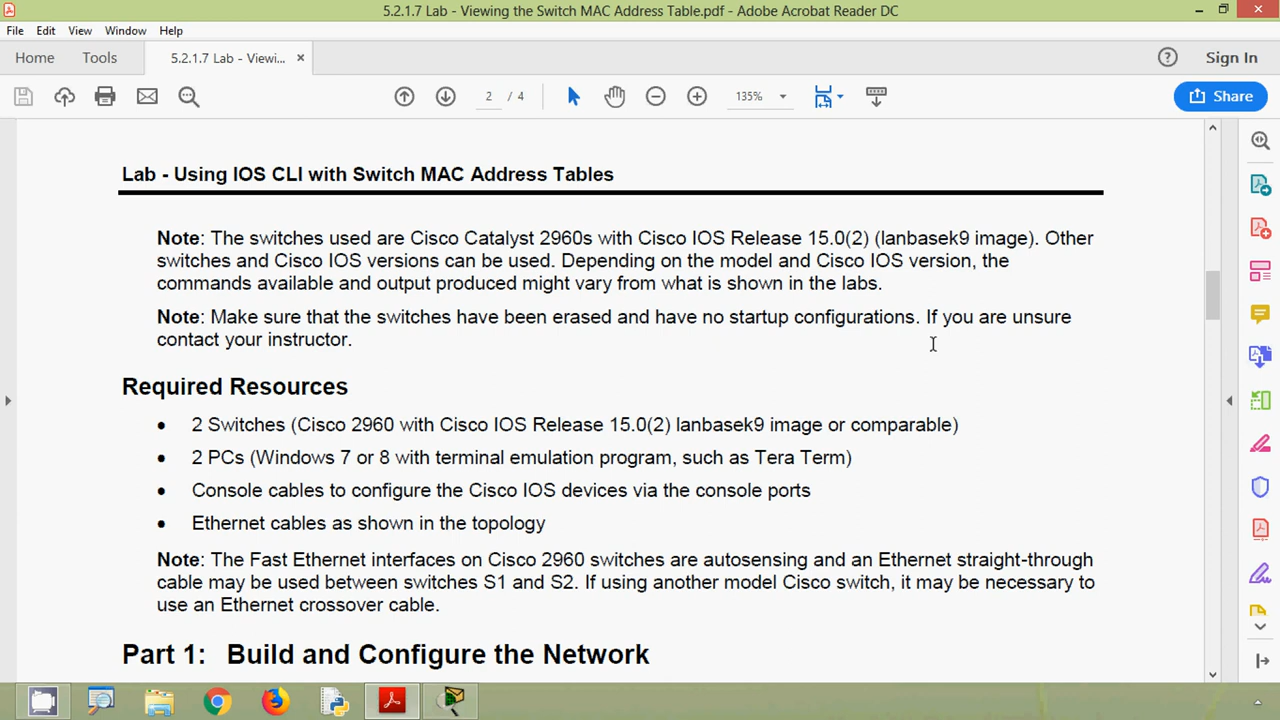 5.2.1.7 Lab - Viewing the Switch MAC Address Table.pdf - Adobe Acrobat Reader DC
File Edit View Window Help
Home Tools 5.2.1.7 Lab - Viewi... × Sign In
2 / 4 135% Share
Lab - Using IOS CLI with Switch MAC Address Tables
Note: The switches used are Cisco Catalyst 2960s with Cisco IOS Release 15.0(2) (lanbasek9 image). Other
switches and Cisco IOS versions can be used. Depending on the model and Cisco IOS version, the
commands available and output produced might vary from what is shown in the labs.
Note: Make sure that the switches have been erased and have no startup configurations. If you are unsure
contact your instructor.
Required Resources
• 2 Switches (Cisco 2960 with Cisco IOS Release 15.0(2) lanbasek9 image or comparable)
• 2 PCs (Windows 7 or 8 with terminal emulation program, such as Tera Term)
• Console cables to configure the Cisco IOS devices via the console ports
• Ethernet cables as shown in the topology
Note: The Fast Ethernet interfaces on Cisco 2960 switches are autosensing and an Ethernet straight-through
cable may be used between switches S1 and S2. If using another model Cisco switch, it may be necessary to
use an Ethernet crossover cable.
Part 1: Build and Configure the Network